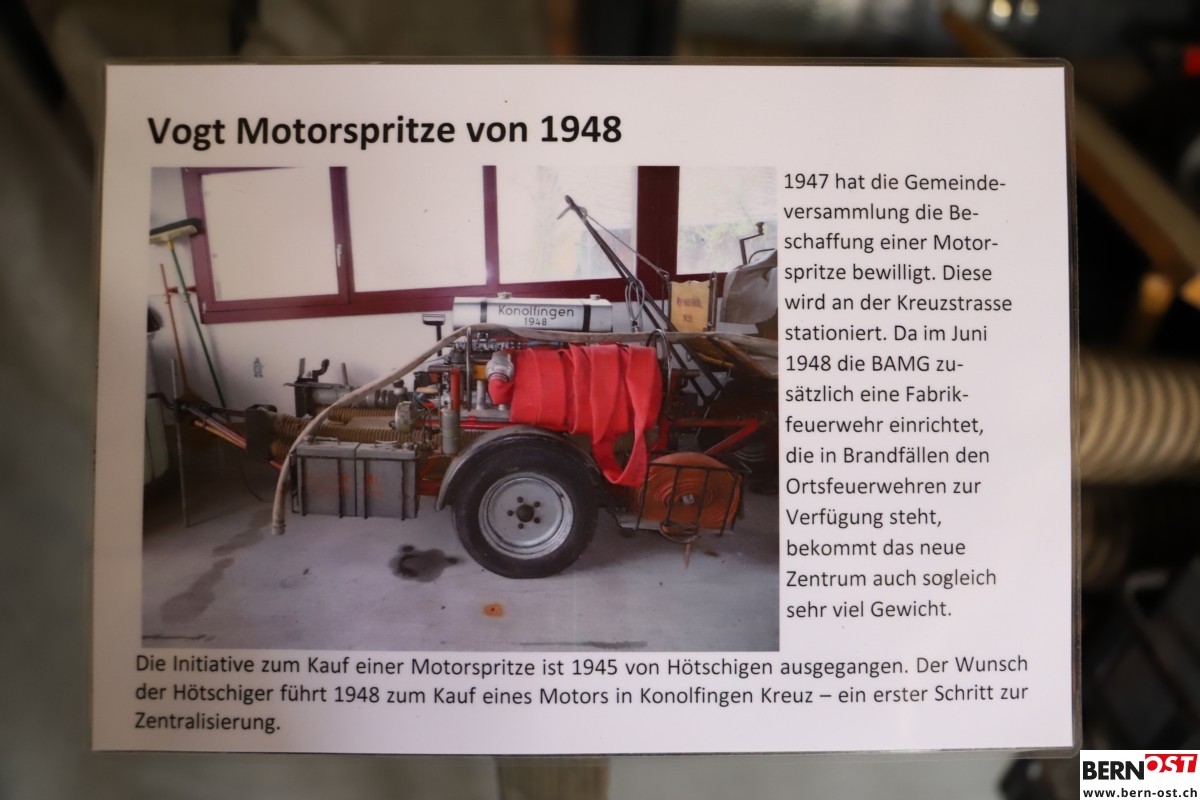 Vogt Motorspritze von 1948
Konolfingen
1948
1947 hat die Gemeinde-
versammlung die Be-
schaffung einer Motor-
spritze bewilligt. Diese
wird an der Kreuzstrasse
stationiert. Da im Juni
1948 die BAMG zu-
sätzlich eine Fabrik-
feuerwehr einrichtet,
die in Brandfällen den
Ortsfeuerwehren zur
Verfügung steht,
bekommt das neue
Zentrum auch sogleich
sehr viel Gewicht.
Die Initiative zum Kauf einer Motorspritze ist 1945 von Hötschigen ausgegangen. Der Wunsch
der Hötschiger führt 1948 zum Kauf eines Motors in Konolfingen Kreuz – ein erster Schritt zur
Zentralisierung.
BERNOST
www.bern-ost.ch